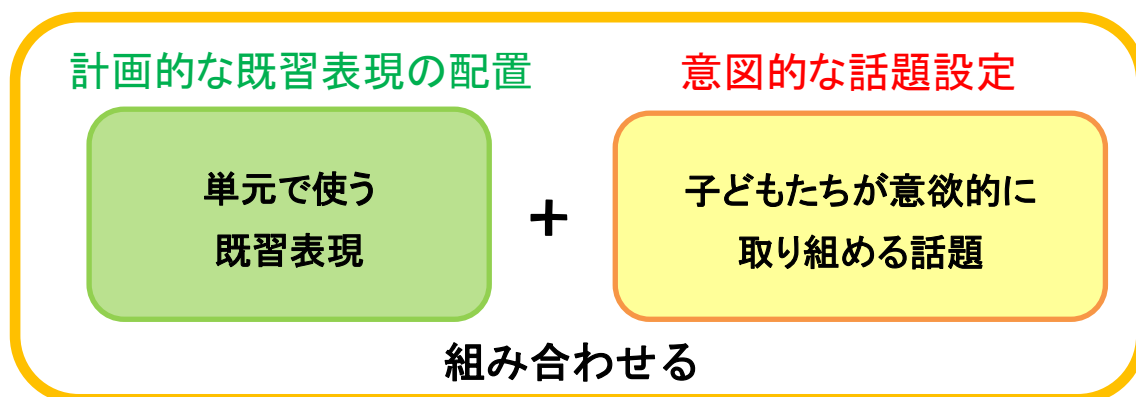 計画的な既習表現の配置
意図的な話題設定
単元で使う
既習表現
+
子どもたちが意欲的に
取り組める話題
組み合わせる